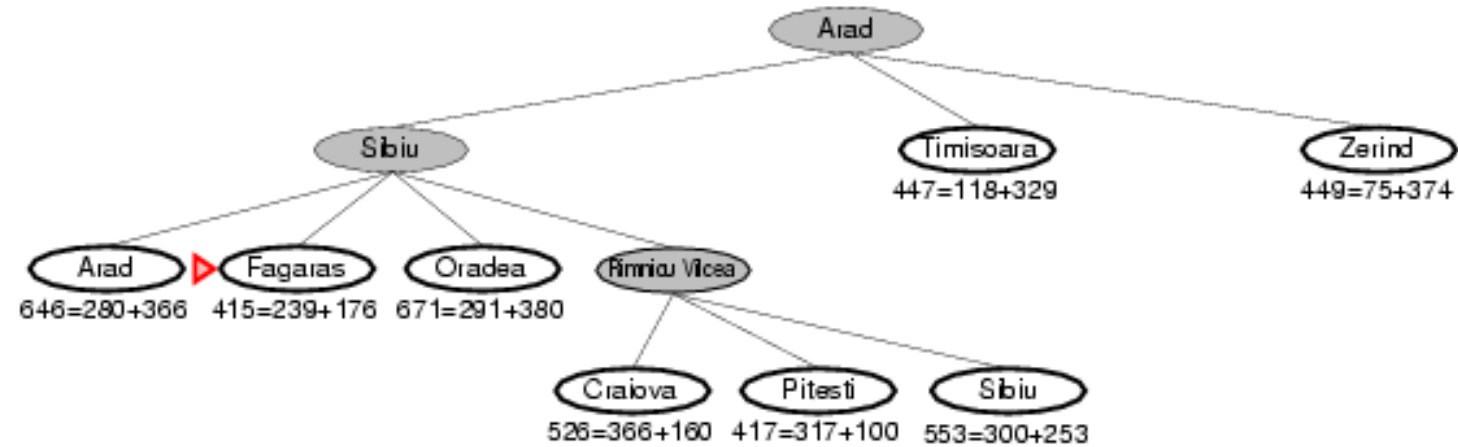 Arad
Sibiu
Timisoara
Zerind
447=118+329
449=75+374
Arad
Fagaras
Oradea
Rimnicu Vilcea
646=280+366
415=239+176
671=291+380
Craiova
Pitesti
Sibiu
526=366+160
417=317+100
553=300+253